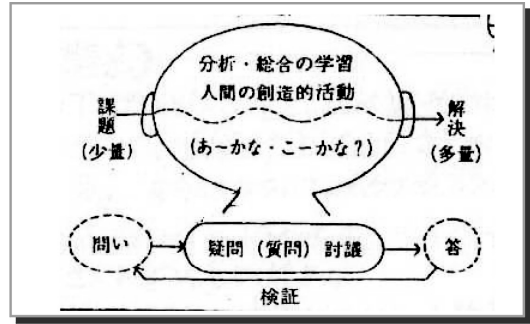 分析・総合の学習
人間の創造的活動
課題
(少量)
解決
(多量)
(あ〜かな・こ〜かな?)
問い
疑問(質問)討議
答
検証